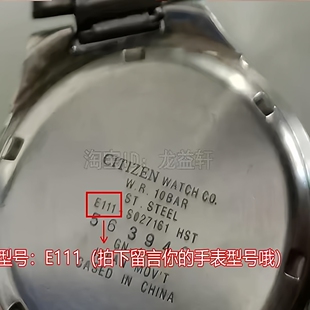 淘宝ID:龙益轩
CITIZEN WATCH CO.
W.R. 10BAR
ST. STEEL
E111 S027161 HST
5 6 3 9 4
GN
MOV'T
CASED IN CHINA
型号：E111 (拍下留言你的手表型号哦)